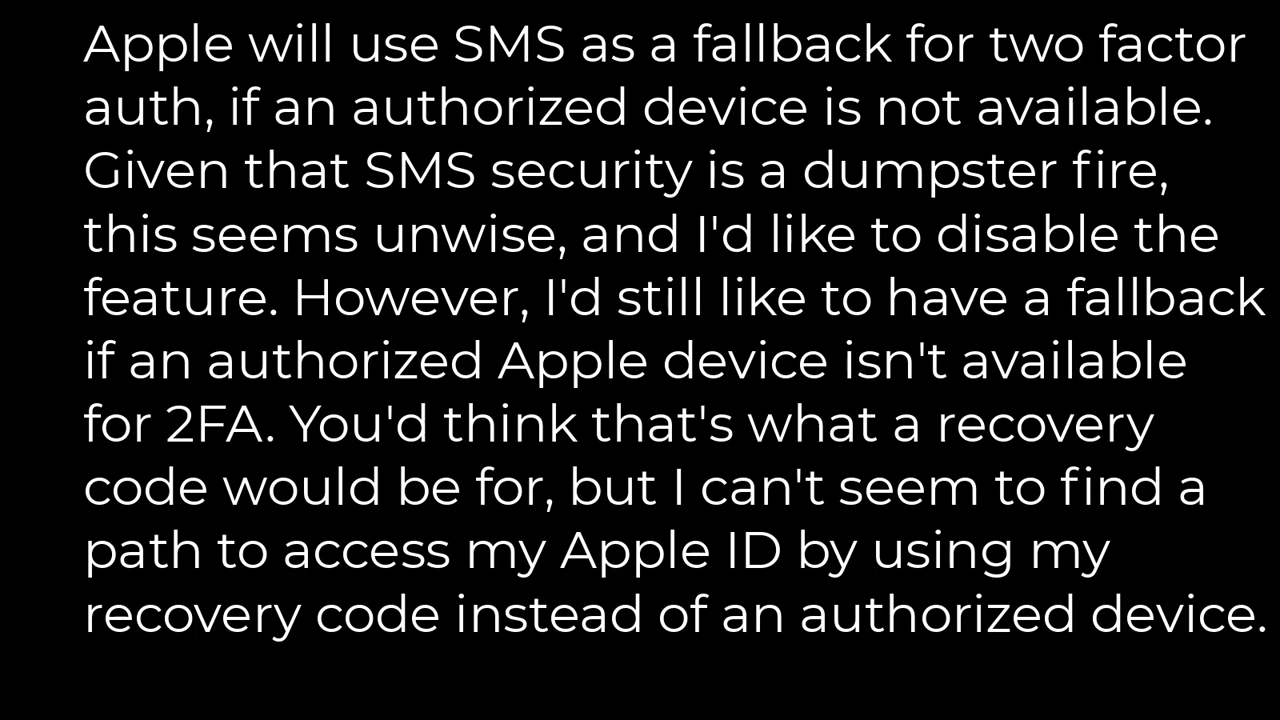 Apple will use SMS as a fallback for two factor
auth, if an authorized device is not available.
Given that SMS security is a dumpster fire,
this seems unwise, and I'd like to disable the
feature. However, I'd still like to have a fallback
if an authorized Apple device isn't available
for 2FA. You'd think that's what a recovery
code would be for, but I can't seem to find a
path to access my Apple ID by using my
recovery code instead of an authorized device.